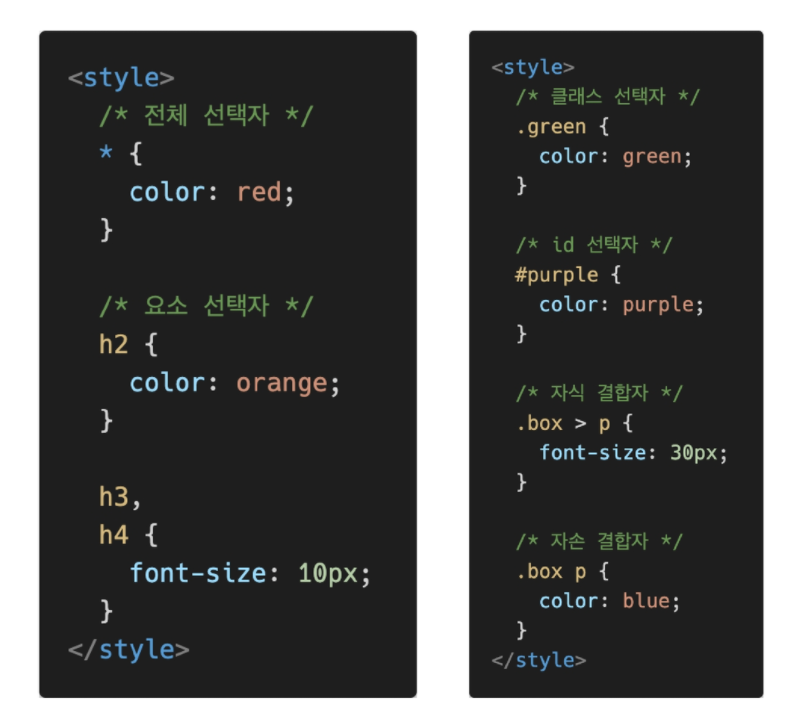 <style>
/* 전체 선택자 */
* {
color: red;
}
/* 요소 선택자 */
h2 {
color: orange;
}
h3,
h4 {
font-size: 10px;
}
</style>
<style>
/* 클래스 선택자 */
.green {
color: green;
}
/* id 선택자 */
#purple {
color: purple;
}
/* 자식 결합자 */
.box > p {
font-size: 30px;
}
/* 자손 결합자 */
.box p {
color: blue;
}
</style>